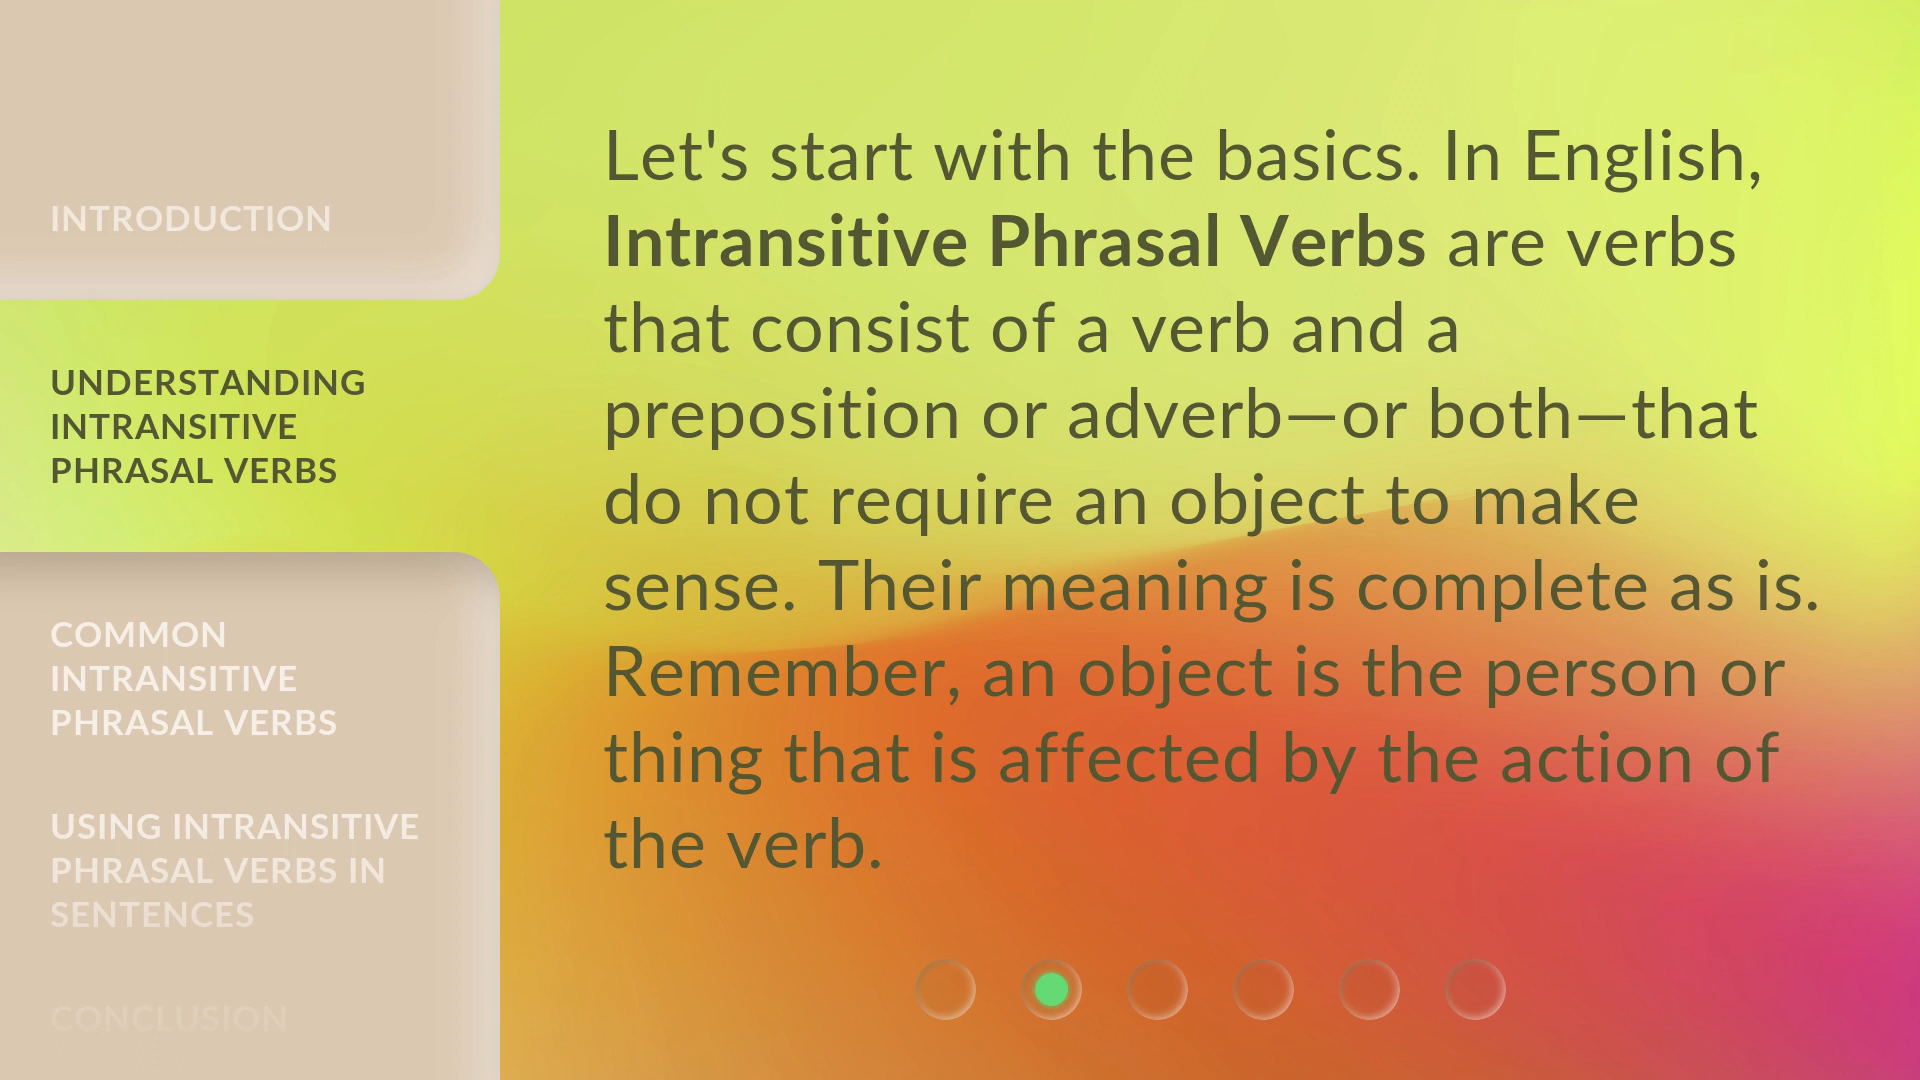 INTRODUCTION
UNDERSTANDING
INTRANSITIVE
PHRASAL VERBS
COMMON
INTRANSITIVE
PHRASAL VERBS
USING INTRANSITIVE
PHRASAL VERBS IN
SENTENCES
CONCLUSION
Let's start with the basics. In English,
Intransitive Phrasal Verbs are verbs
that consist of a verb and a
preposition or adverb—or both—that
do not require an object to make
sense. Their meaning is complete as is.
Remember, an object is the person or
thing that is affected by the action of
the verb.